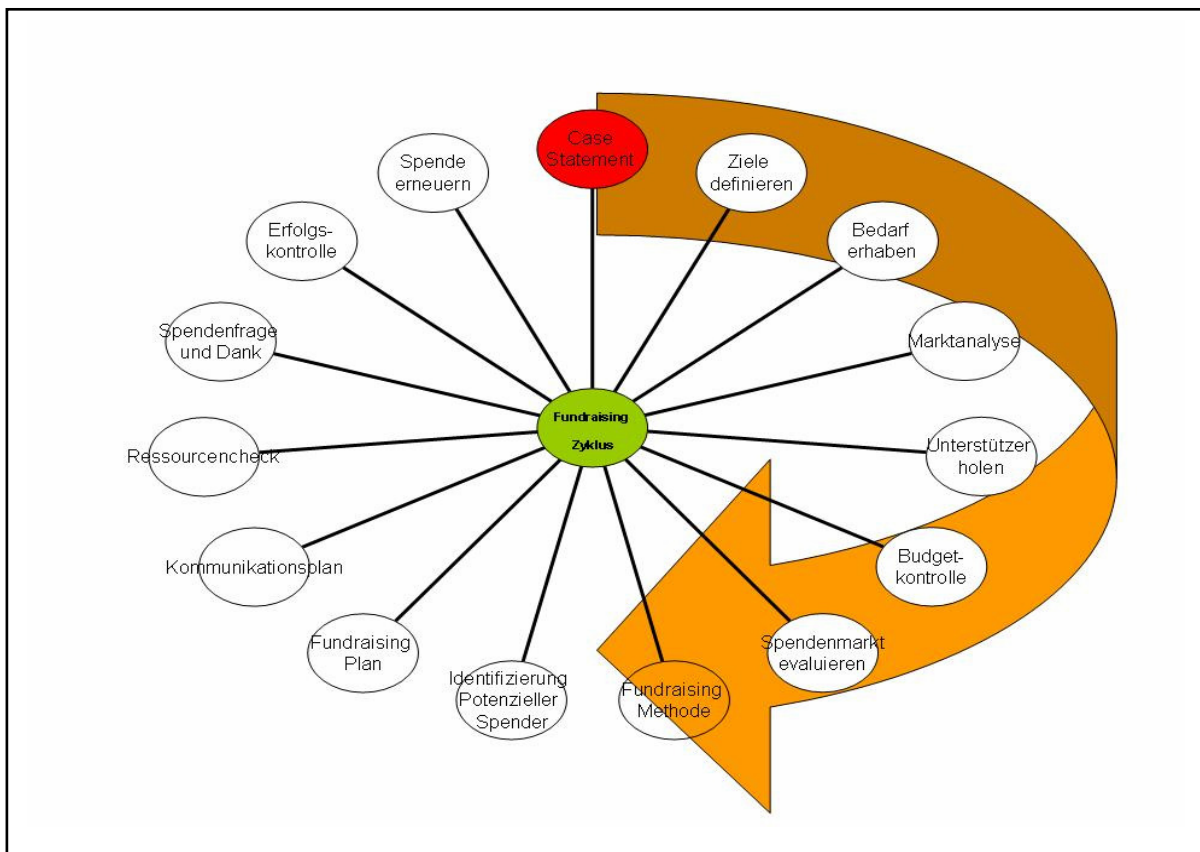 Case
Statement
Ziele
definieren
Bedarf
erhaben
Marktanalyse
Unterstützer
holen
Budget-
kontrolle
Spendenmarkt
evaluieren
Fundraising
Methode
Identifizierung
Potenzieller
Spender
Fundraising
Plan
Kommunikationsplan
Ressourcencheck
Spendenfrage
und Dank
Erfolgs-
kontrolle
Spende
erneuern
Fundraising
Zyklus